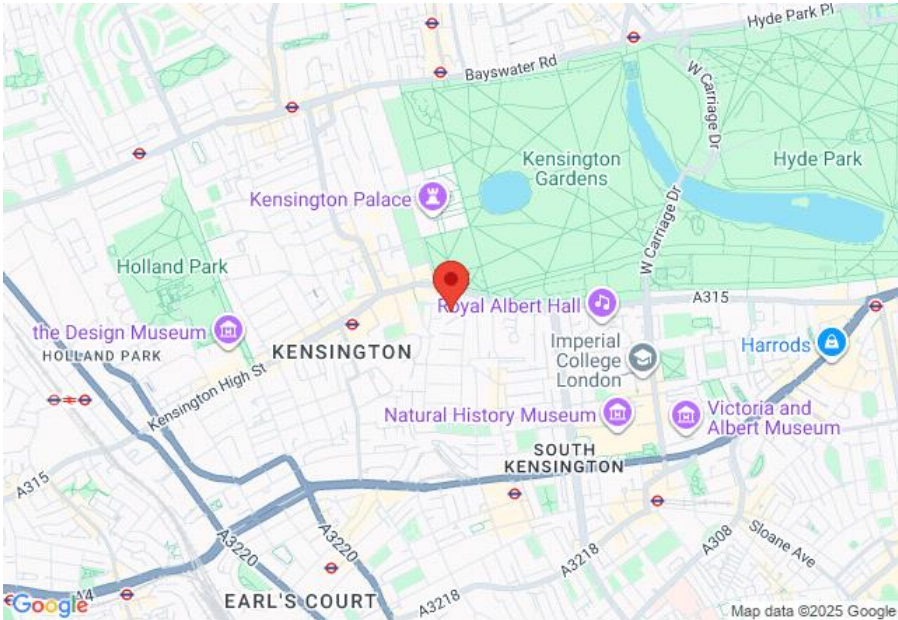 Hyde Park Pl
Bayswater Rd
W Carriage Dr
Kensington
Gardens
Hyde Park
Kensington Palace
W Carriage Dr
Holland Park
Royal Albert Hall
A315
the Design Museum
HOLLAND PARK
KENSINGTON
Imperial
College
London
Harrods
Kensington High St
Natural History Museum
Victoria and
Albert Museum
SOUTH
KENSINGTON
A315
A3220
A3220
A308
Sloane Ave
A3218
A4
EARL'S COURT
A3218
Google
Map data ©2025 Google